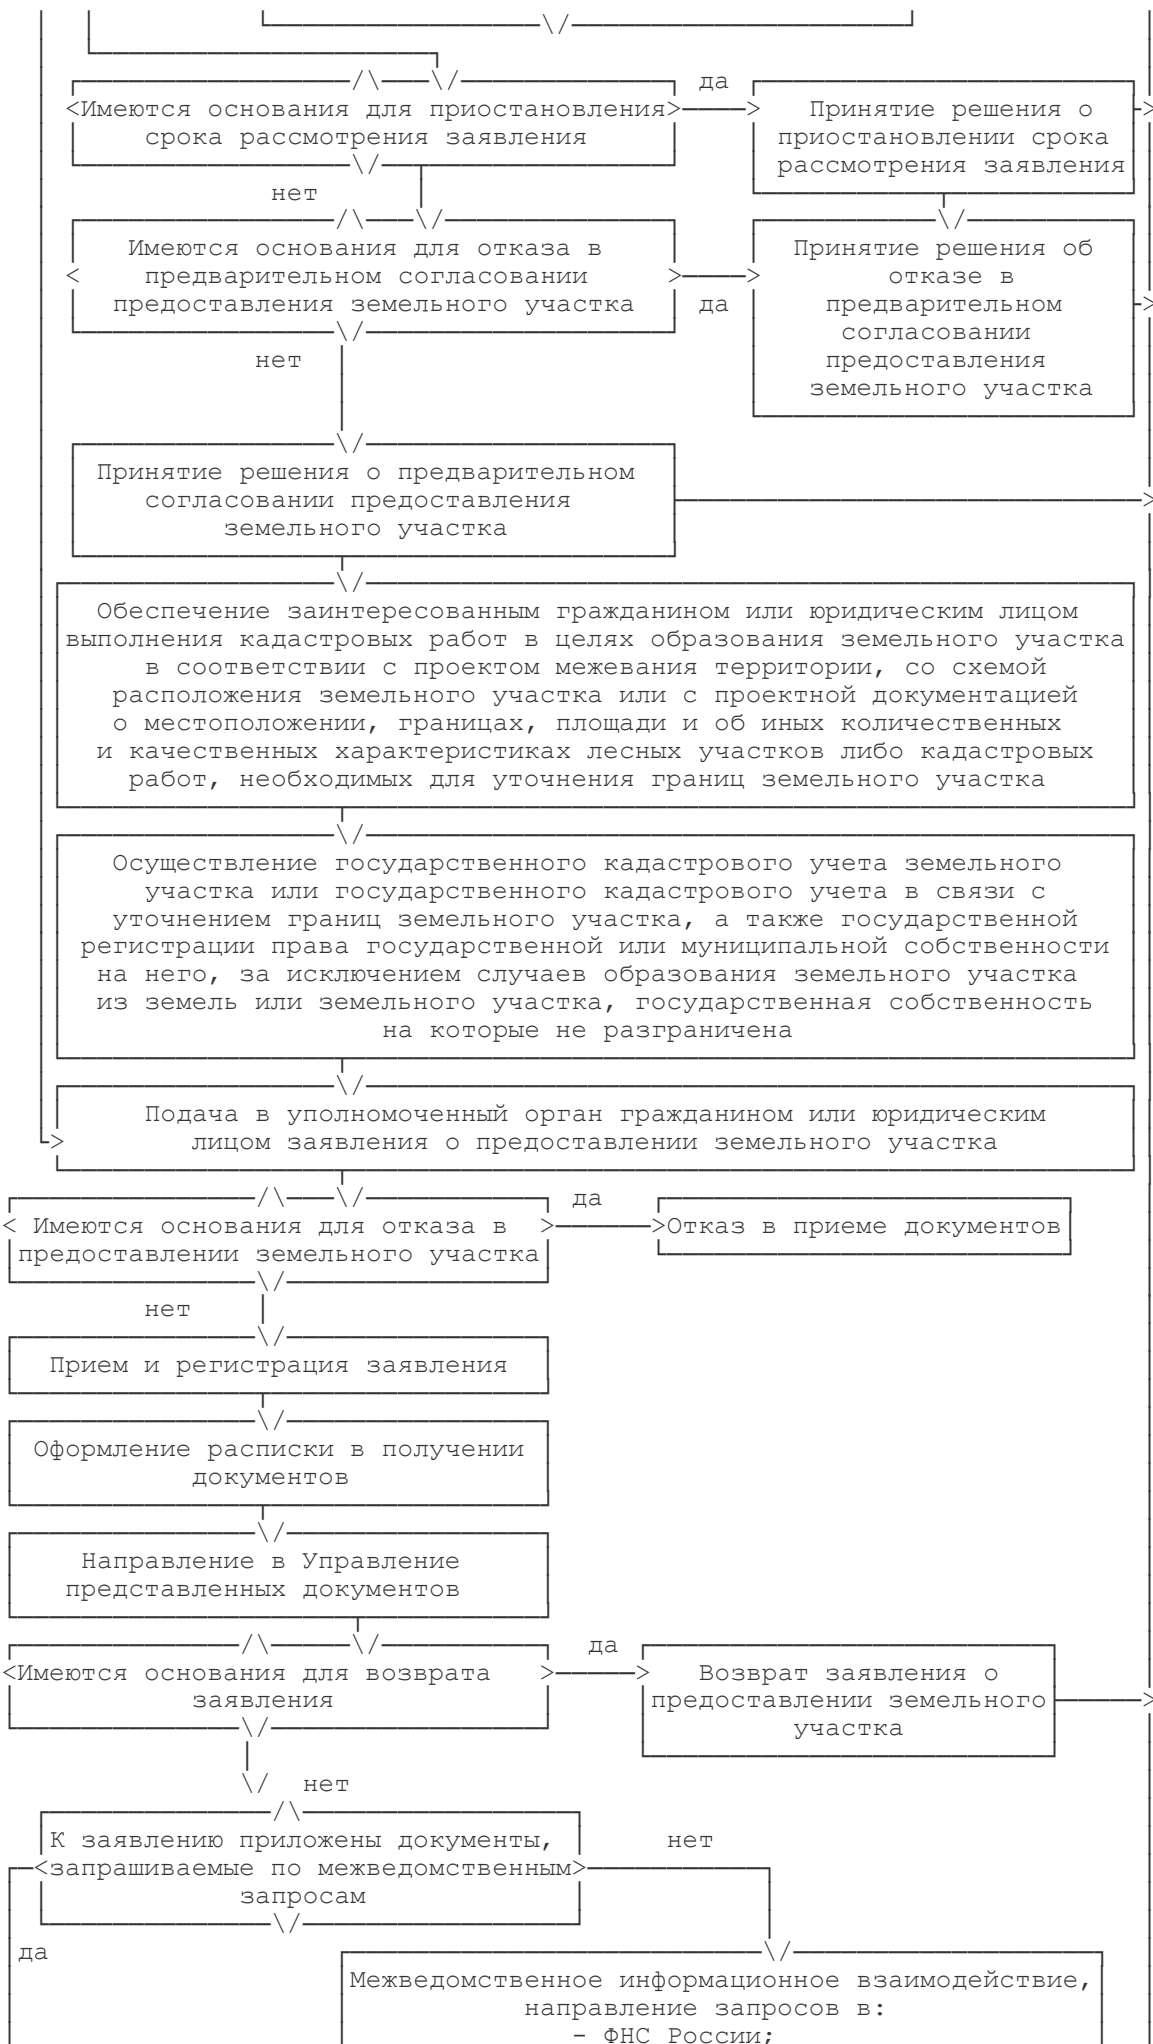 да
Имеются основания для приостановления
срока рассмотрения заявления
Принятие решения о
приостановлении срока
рассмотрения заявления
нет
Имеются основания для отказа в
предварительном согласовании
предоставления земельного участка
да
Принятие решения об
отказе в
предварительном
согласовании
предоставления
земельного участка
нет
Принятие решения о предварительном
согласовании предоставления
земельного участка
Обеспечение заинтересованным гражданином или юридическим лицом
выполнения кадастровых работ в целях образования земельного участка
в соответствии с проектом межевания территории, со схемой
расположения земельного участка или с проектной документацией
о местоположении, границах, площади и об иных количественных
и качественных характеристиках лесных участков либо кадастровых
работ, необходимых для уточнения границ земельного участка
Осуществление государственного кадастрового учета земельного
участка или государственного кадастрового учета в связи с
уточнением границ земельного участка, а также государственной
регистрации права государственной или муниципальной собственности
на него, за исключением случаев образования земельного участка
из земель или земельного участка, государственная собственность
на которые не разграничена
Подача в уполномоченный орган гражданином или юридическим
лицом заявления о предоставлении земельного участка
да
Имеются основания для отказа в
предоставлении земельного участка
Отказ в приеме документов
нет
Прием и регистрация заявления
Оформление расписки в получении
документов
Направление в Управление
представленных документов
да
Имеются основания для возврата
заявления
Возврат заявления о
предоставлении земельного
участка
нет
К заявлению приложены документы,
запрашиваемые по межведомственным
запросам
нет
да
Межведомственное информационное взаимодействие,
направление запросов в:
- ФНС России;